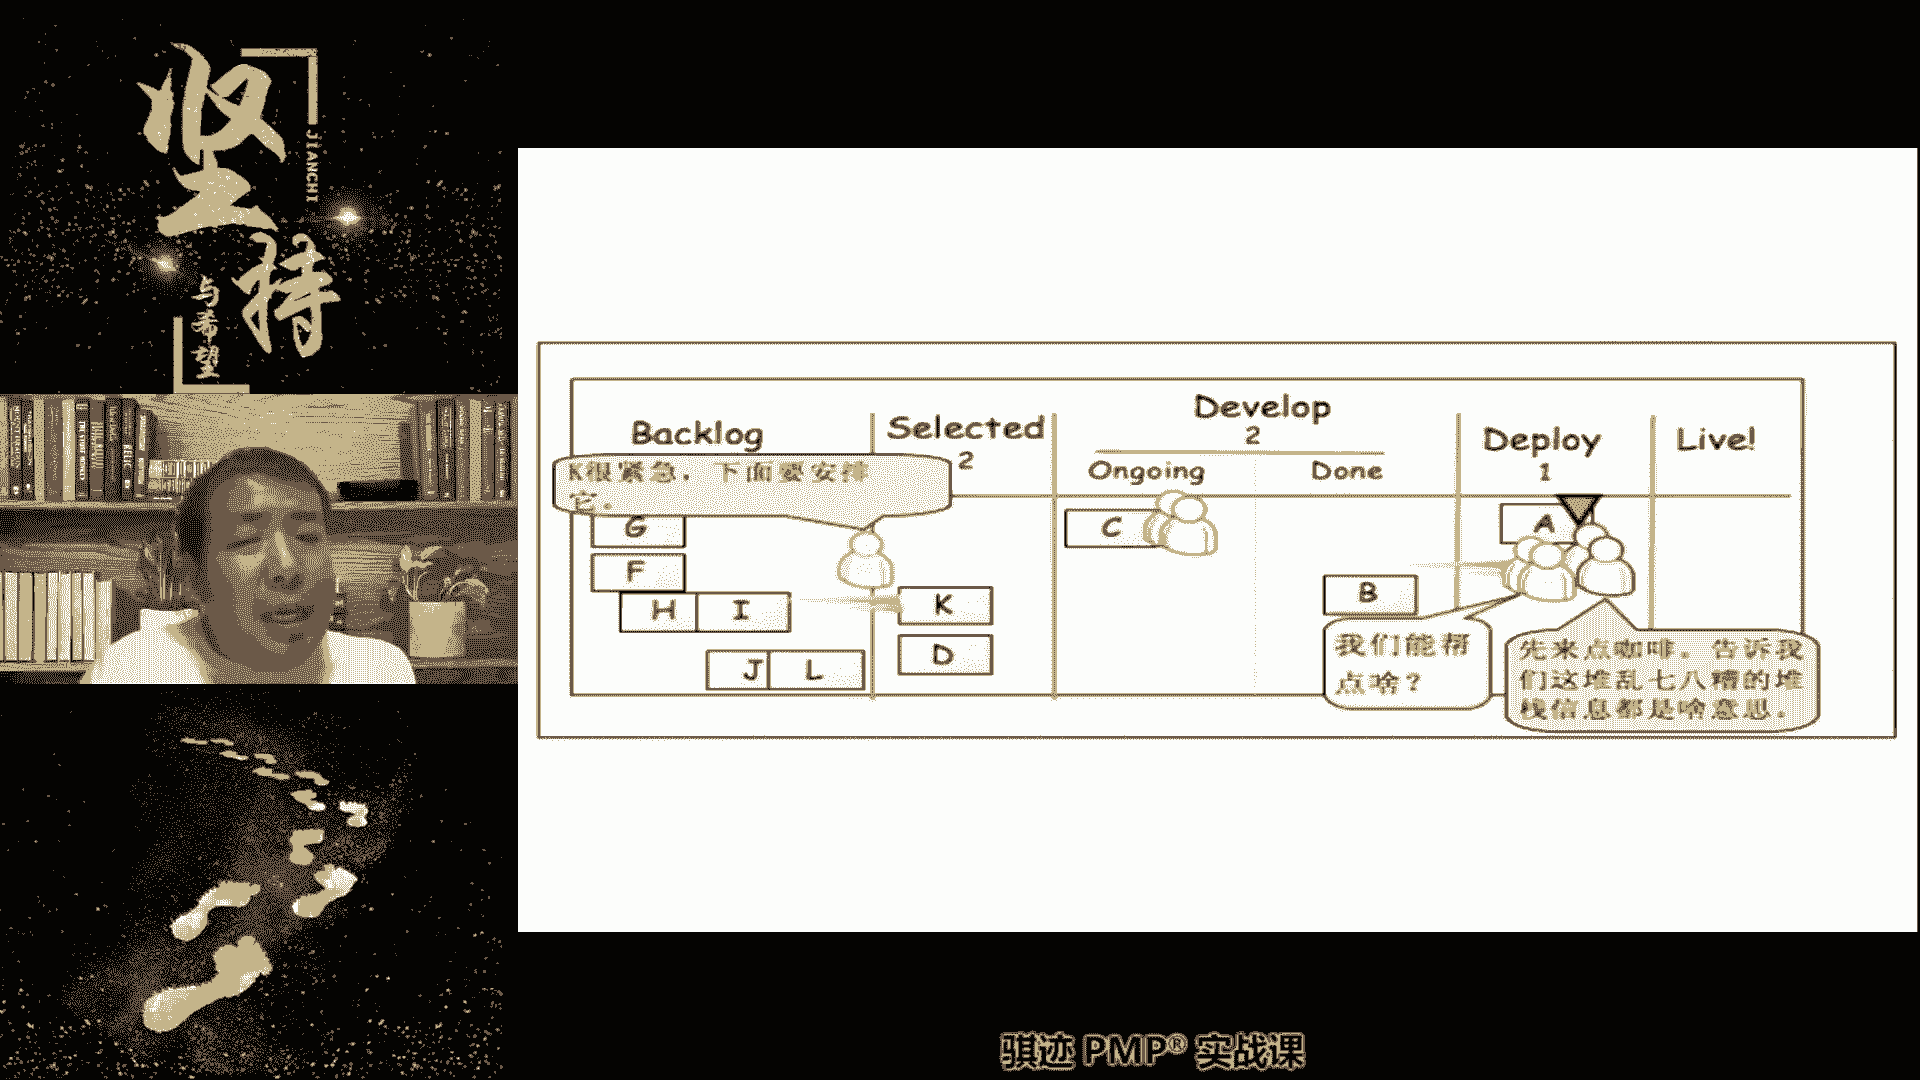 坚持
JIANCHI
与希望
Backlog
Selected
2
Develop
2
Ongoing
Done
Deploy
1
Live!
K很紧急，下面要安排
它。
G
F
H
I
J
L
K
D
C
B
A
我们能帮
点啥？
先来点咖啡。告诉我
们这堆乱七八糟的堆
栈信息都是啥意思。
骐迹 PMP® 实战课